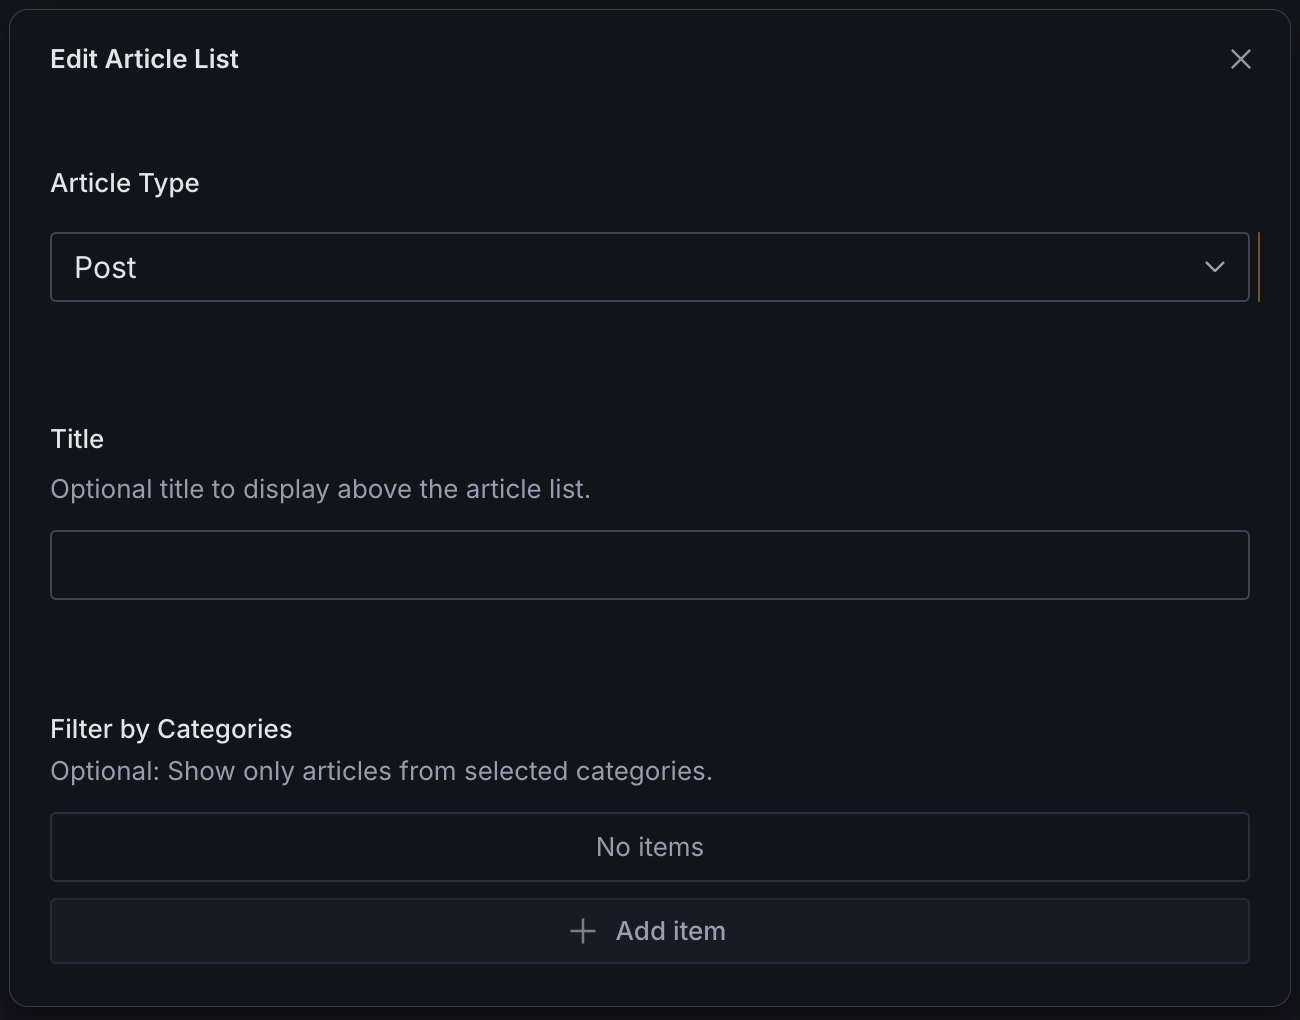 Edit Article List
Article Type
Post
Title
Optional title to display above the article list.
Filter by Categories
Optional: Show only articles from selected categories.
No items
Add item